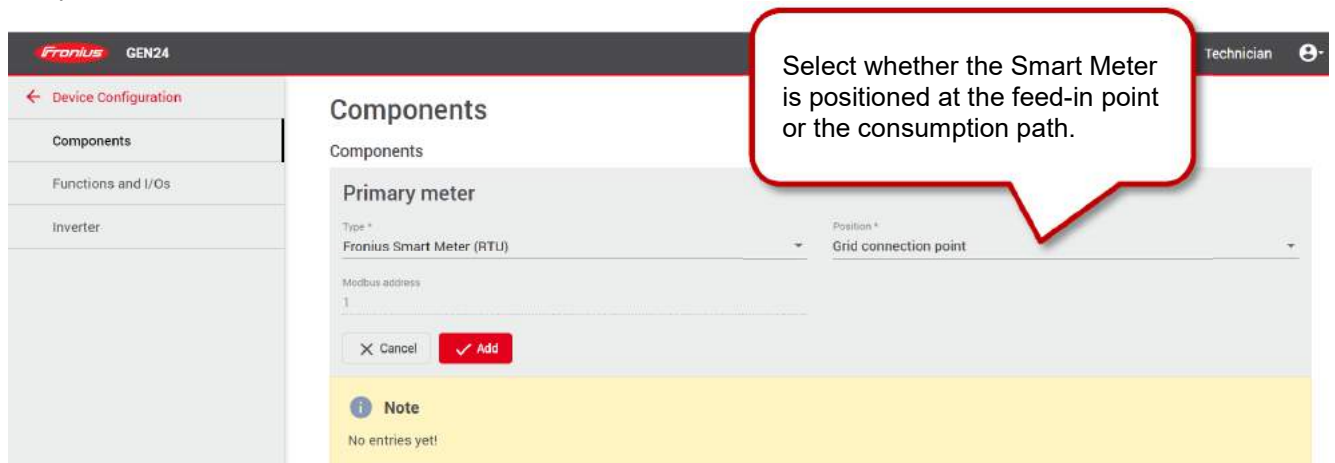 Fronius GEN24
Technician
Select whether the Smart Meter
is positioned at the feed-in point
or the consumption path.
Device Configuration
Components
Functions and I/Os
Inverter
Components
Components
Primary meter
Type *
Fronius Smart Meter (RTU)
Position *
Grid connection point
Modbus address
1
Cancel
Add
Note
No entries yet!